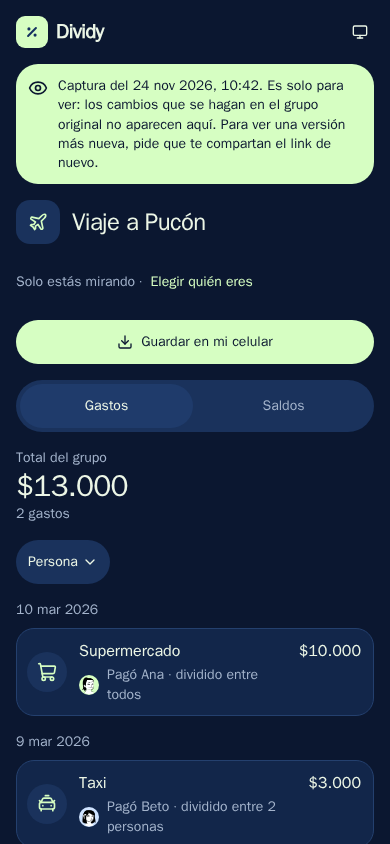 Dividy
Captura del 24 nov 2026, 10:42. Es solo para
ver: los cambios que se hagan en el grupo
original no aparecen aquí. Para ver una versión
más nueva, pide que te compartan el link de
nuevo.
Viaje a Pucón
Solo estás mirando · Elegir quién eres
Guardar en mi celular
Gastos Saldos
Total del grupo
$13.000
2 gastos
Persona
10 mar 2026
Supermercado $10.000
Pagó Ana · dividido entre
todos
9 mar 2026
Taxi $3.000
Pagó Beto · dividido entre 2
personas